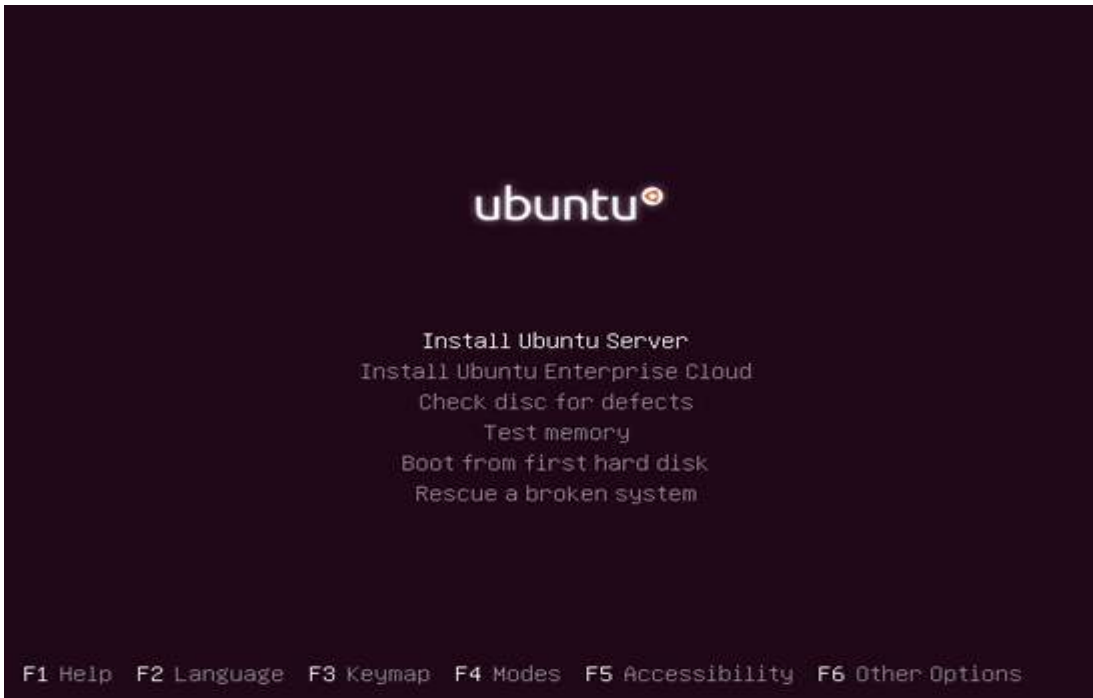 ubuntu
Install Ubuntu Server
Install Ubuntu Enterprise Cloud
Check disc for defects
Test memory
Boot from first hard disk
Rescue a broken system
F1 Help F2 Language F3 Keymap F4 Modes F5 Accessibility F6 Other Options